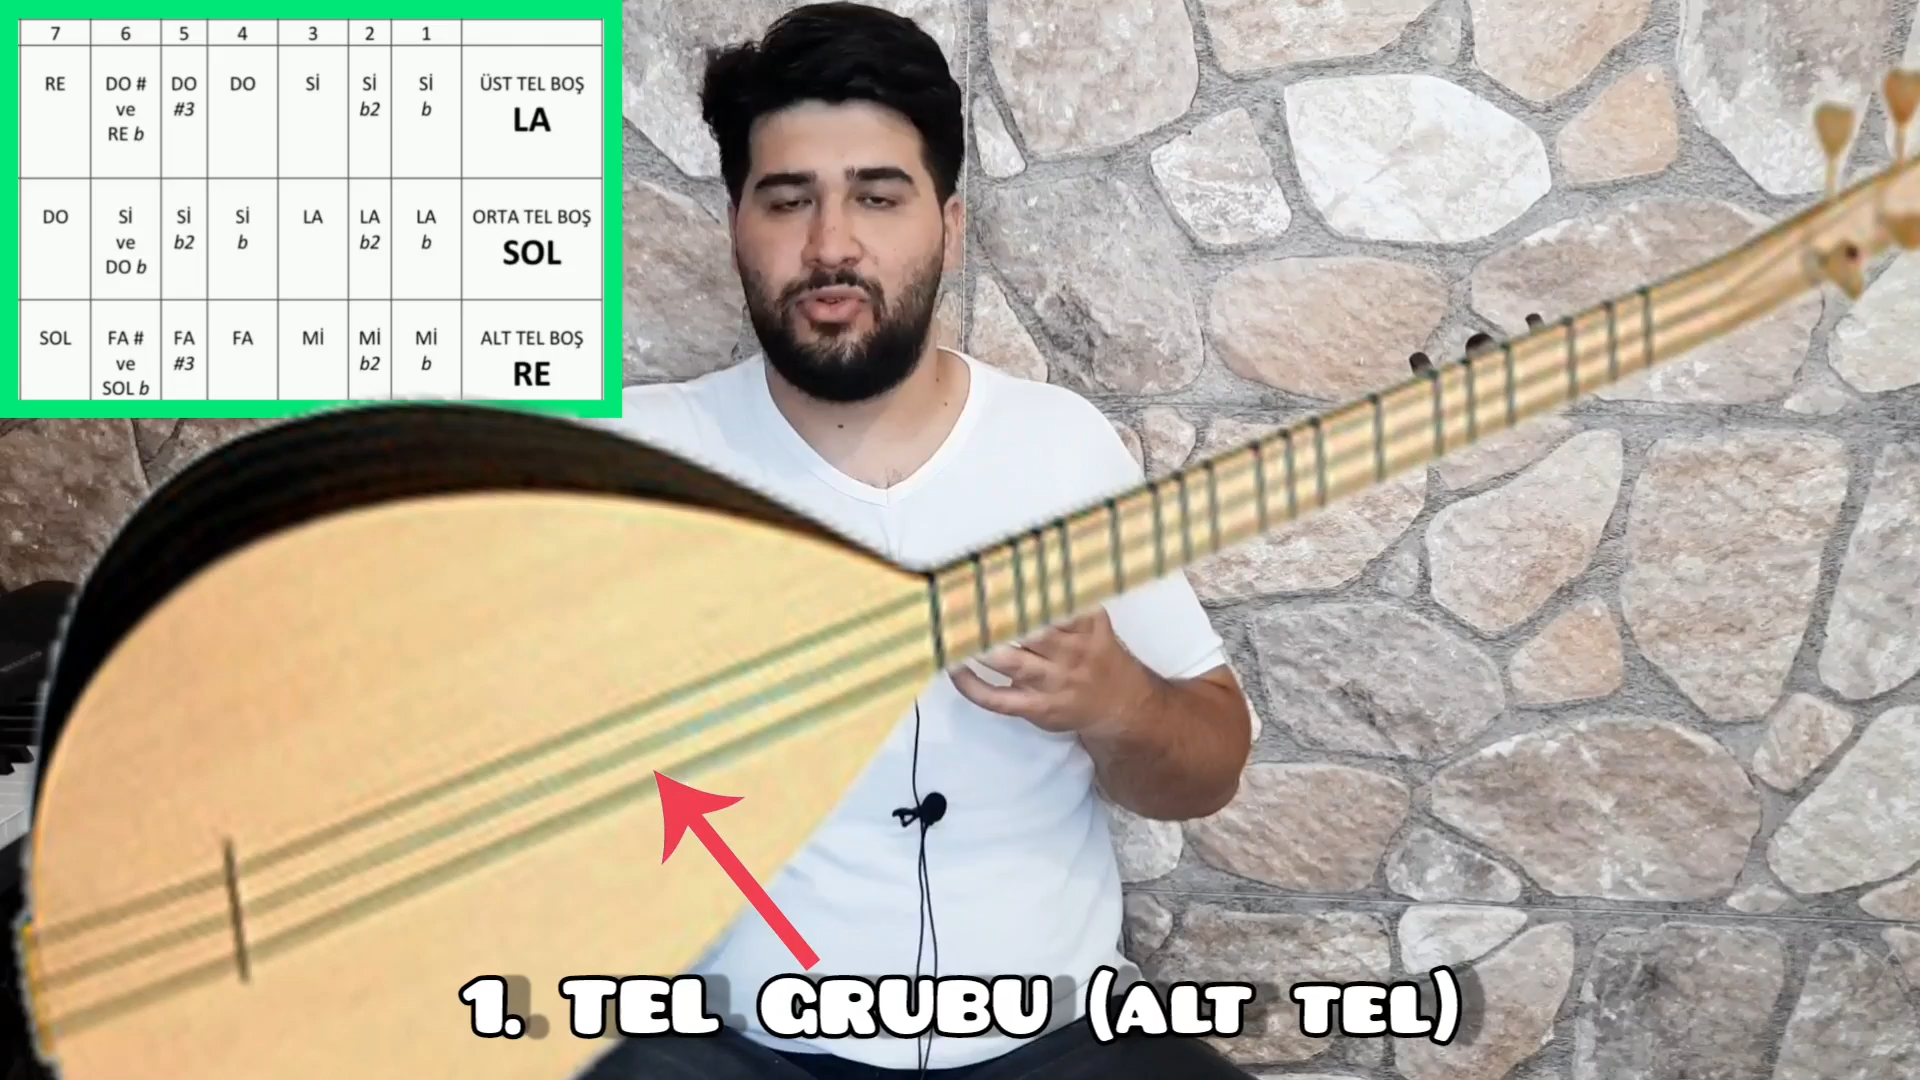 7 6 5 4 3 2 1
RE DO # DO DO Sİ Sİ Sİ ÜST TEL BOŞ
ve #3 b2 b LA
RE b
DO Sİ Sİ Sİ LA LA LA ORTA TEL BOŞ
ve b2 b b2 b SOL
DO b
SOL FA # FA FA Mİ Mİ Mİ ALT TEL BOŞ
ve #3 b2 b RE
SOL b
1. TEL GRUBU (ALT TEL)